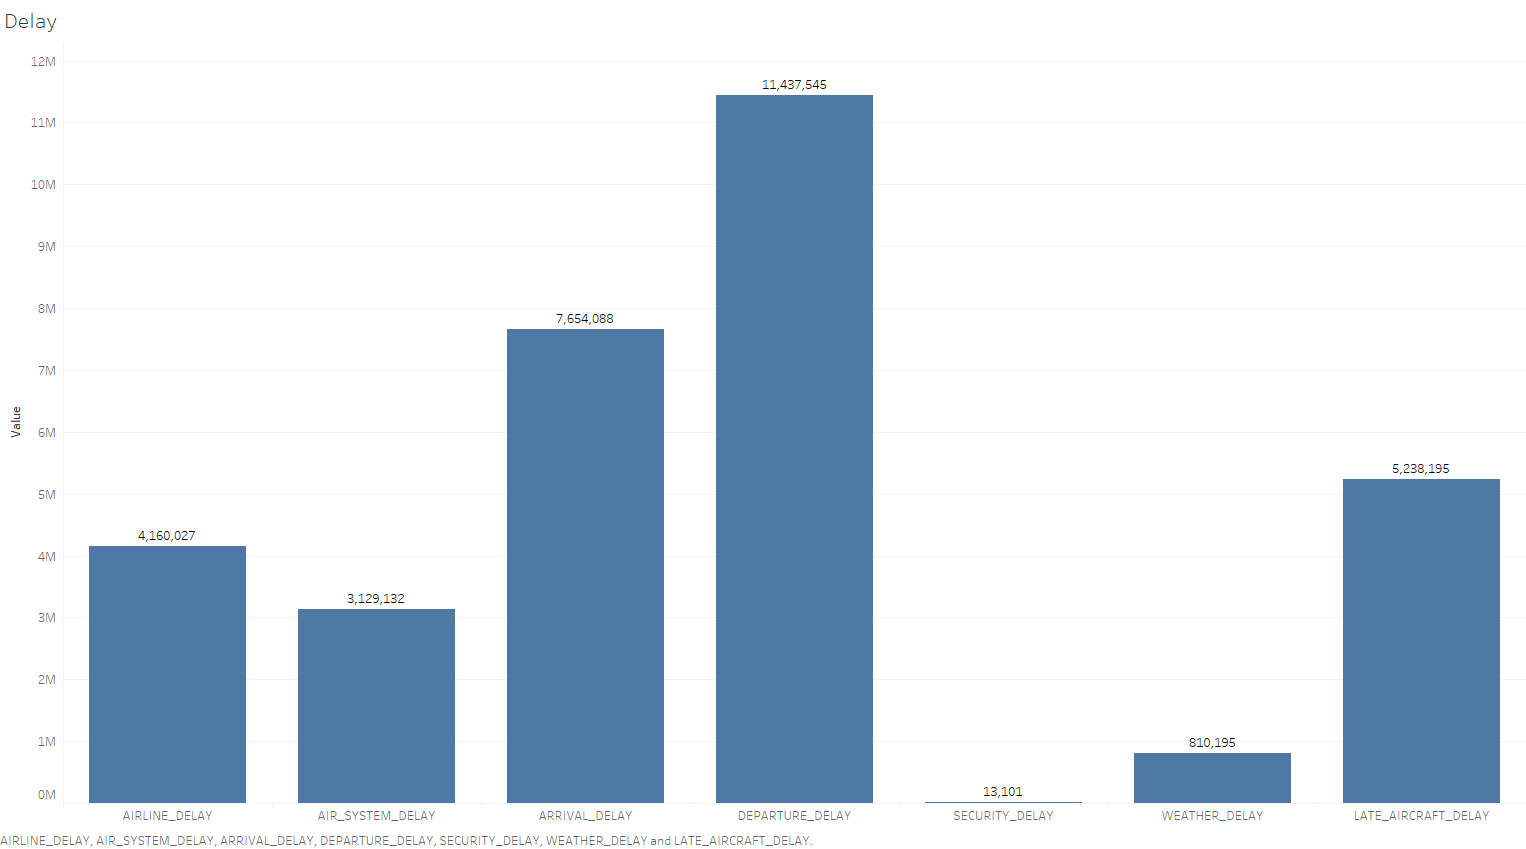 Delay
12M
11,437,545
11M
10M
9M
8M
7,654,088
7M
Value
6M
5,238,195
5M
4,160,027
4M
3,129,132
3M
2M
1M
810,195
13,101
0M
AIRLINE_DELAY AIR_SYSTEM_DELAY ARRIVAL_DELAY DEPARTURE_DELAY SECURITY_DELAY WEATHER_DELAY LATE_AIRCRAFT_DELAY
AIRLINE_DELAY, AIR_SYSTEM_DELAY, ARRIVAL_DELAY, DEPARTURE_DELAY, SECURITY_DELAY, WEATHER_DELAY and LATE_AIRCRAFT_DELAY.